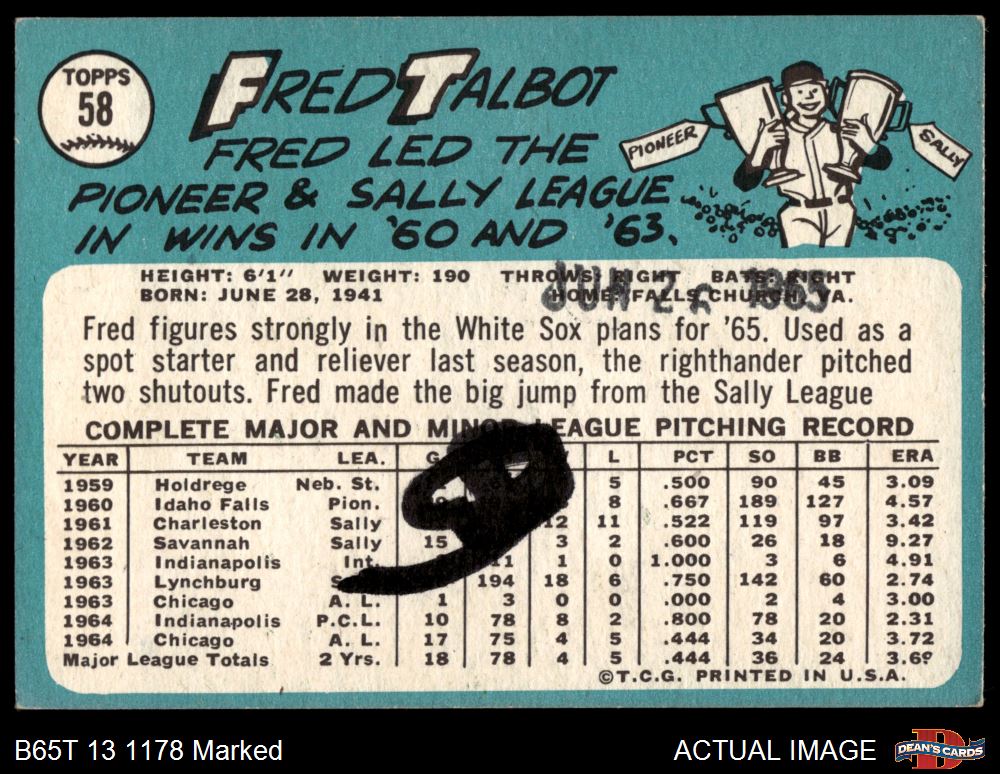 TOPPS
58
FRED TALBOT
FRED LED THE
PIONEER & SALLY LEAGUE
IN WINS IN '60 AND '63.
PIONEER
SALLY
HEIGHT: 6'1" WEIGHT: 190 THROWS: RIGHT BATS: RIGHT
BORN: JUNE 28, 1941 HOME: FALLS CHURCH, VA.
JUN 26 1965
Fred figures strongly in the White Sox plans for '65. Used as a
spot starter and reliever last season, the righthander pitched
two shutouts. Fred made the big jump from the Sally League
COMPLETE MAJOR AND MINOR LEAGUE PITCHING RECORD
YEAR TEAM LEA. G L PCT SO BB ERA
1959 Holdrege Neb. St. 5 .500 90 45 3.09
1960 Idaho Falls Pion. 8 .667 189 127 4.57
1961 Charleston Sally 12 11 .522 119 97 3.42
1962 Savannah Sally 15 3 2 .600 26 18 9.27
1963 Indianapolis Int. 11 1 0 1.000 3 6 4.91
1963 Lynchburg 194 18 6 .750 142 60 2.74
1963 Chicago A. L. 1 3 0 0 .000 2 4 3.00
1964 Indianapolis P.C.L. 10 78 8 2 .800 78 20 2.31
1964 Chicago A. L. 17 75 4 5 .444 34 20 3.72
Major League Totals 2 Yrs. 18 78 4 5 .444 36 24 3.69
©T.C.G. PRINTED IN U.S.A.
B65T 13 1178 Marked
ACTUAL IMAGE
DEAN'S CARDS